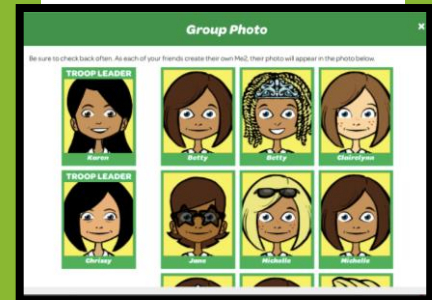 Group Photo
×
Be sure to check back often. As each of your friends create their own Me2, their photo will appear in the photo below.
TROOP LEADER
Karen
Betty
Betty
Clairelynn
TROOP LEADER
Chrissy
Jane
Michelle
Michelle